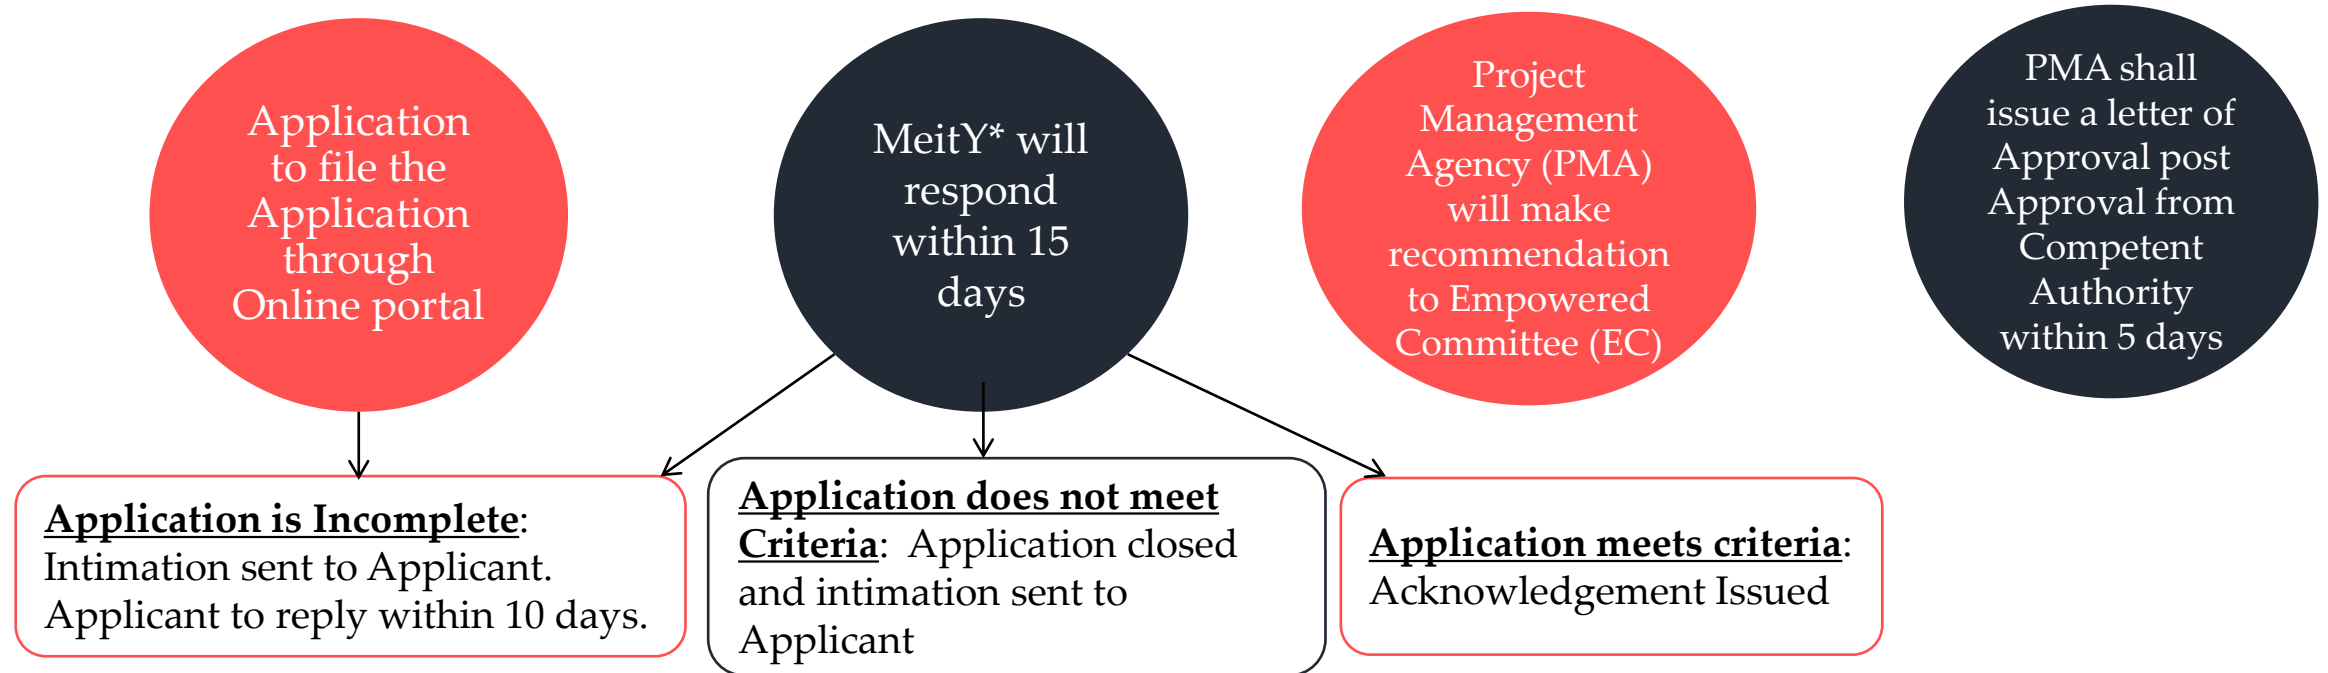 Application
to file the
Application
through
Online portal
MeitY* will
respond
within 15
days
Project
Management
Agency (PMA)
will make
recommendation
to Empowered
Committee (EC)
PMA shall
issue a letter of
Approval post
Approval from
Competent
Authority
within 5 days
Application is Incomplete:
Intimation sent to Applicant.
Applicant to reply within 10 days.
Application does not meet
Criteria: Application closed
and intimation sent to
Applicant
Application meets criteria:
Acknowledgement Issued